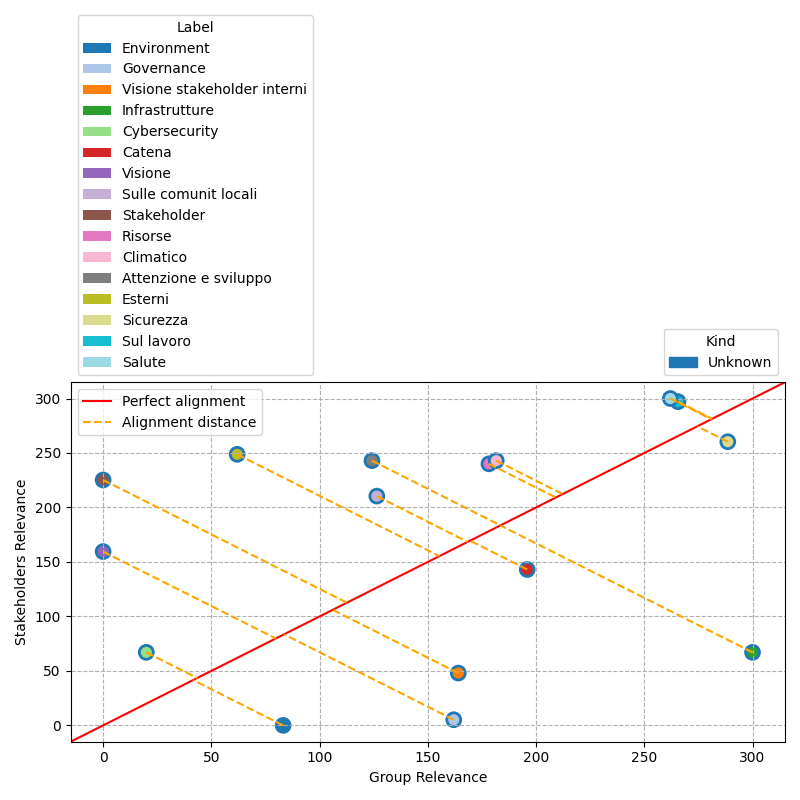 Label
Environment
Governance
Visione stakeholder interni
Infrastrutture
Cybersecurity
Catena
Visione
Sulle comunit locali
Stakeholder
Risorse
Climatico
Attenzione e sviluppo
Esterni
Sicurezza
Sul lavoro
Salute
Kind
Unknown
Perfect alignment
Alignment distance
300
250
200
150
100
50
0
Stakeholders Relevance
0 50 100 150 200 250 300
Group Relevance